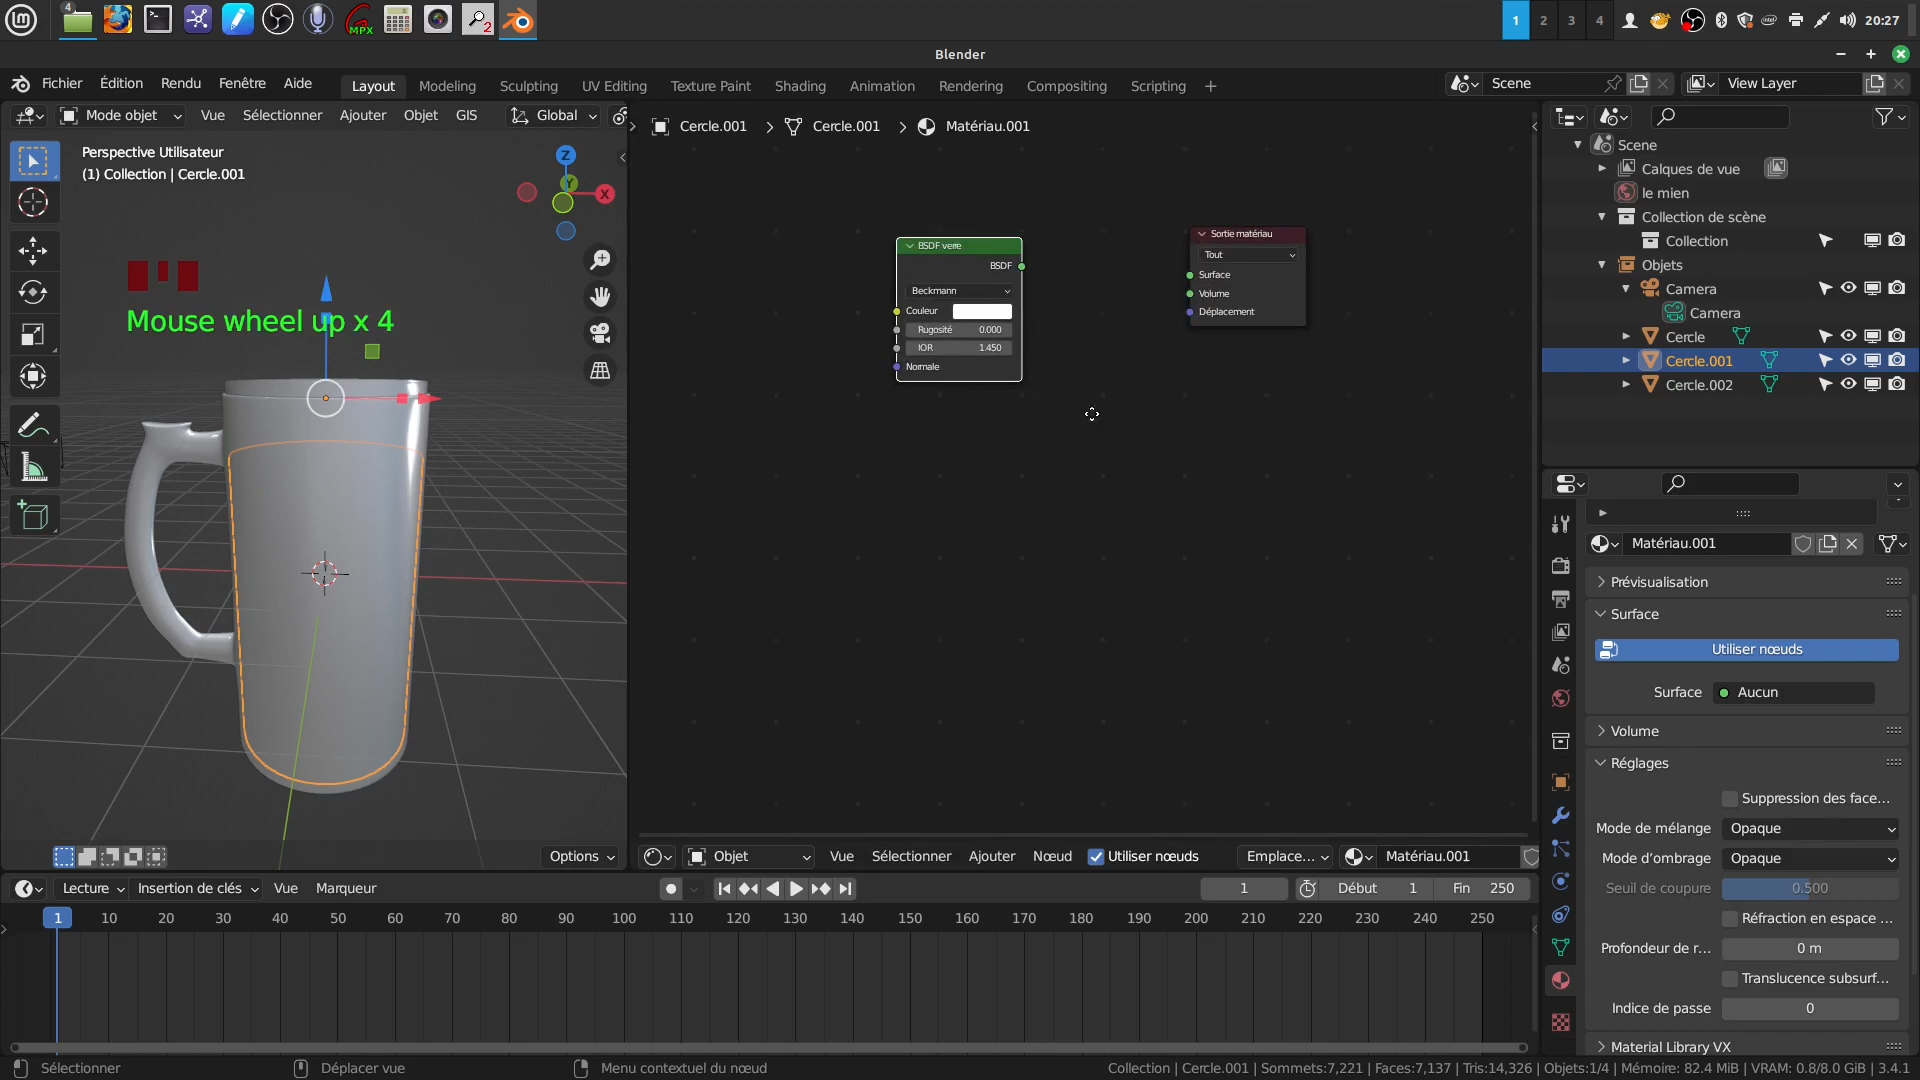 4
MPX
2
1
2
3
4
20:27
Blender
Fichier Édition Rendu Fenêtre Aide
Layout Modeling Sculpting UV Editing Texture Paint Shading Animation Rendering Compositing Scripting +
Scene
View Layer
Mode objet
Vue Sélectionner Ajouter Objet GIS
Global
Perspective Utilisateur
(1) Collection | Cercle.001
Z
Y
X
Mouse wheel up x 4
Options
Cercle.001 > Cercle.001 > Matériau.001
BSDF verre
BSDF
Beckmann
Couleur
Rugosité 0.000
IOR 1.450
Normale
Sortie matériau
Tout
Surface
Volume
Déplacement
Objet
Vue Sélectionner Ajouter Nœud Utiliser nœuds
Emplace...
Matériau.001
Scene
Calques de vue
le mien
Collection de scène
Collection
Objets
Camera
Camera
Cercle
Cercle.001
Cercle.002
Matériau.001
Prévisualisation
Surface
Utiliser nœuds
Surface Aucun
Volume
Réglages
Suppression des face...
Mode de mélange Opaque
Mode d'ombrage Opaque
Seuil de coupure 0.500
Réfraction en espace ...
Profondeur de r... 0 m
Translucence subsurf...
Indice de passe 0
Material Library VX
Lecture Insertion de clés Vue Marqueur
1
Début 1
Fin 250
1 10 20 30 40 50 60 70 80 90 100 110 120 130 140 150 160 170 180 190 200 210 220 230 240 250
Sélectionner
Déplacer vue
Menu contextuel du nœud
Collection | Cercle.001 | Sommets:7,221 | Faces:7,137 | Tris:14,326 | Objets:1/4 | Mémoire: 82.4 MiB | VRAM: 0.8/8.0 GiB | 3.4.1